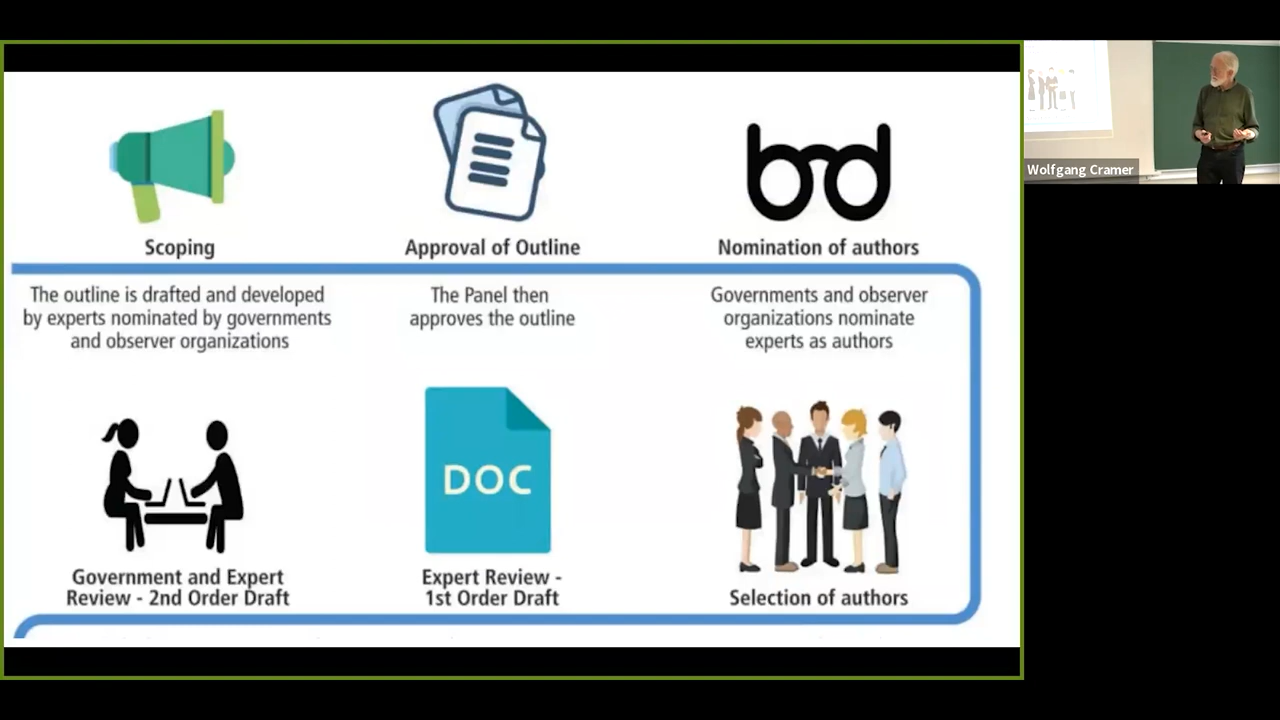 Scoping
Approval of Outline
Nomination of authors
The outline is drafted and developed
by experts nominated by governments
and observer organizations
The Panel then
approves the outline
Governments and observer
organizations nominate
experts as authors
DOC
Government and Expert
Review - 2nd Order Draft
Expert Review -
1st Order Draft
Selection of authors
Wolfgang Cramer